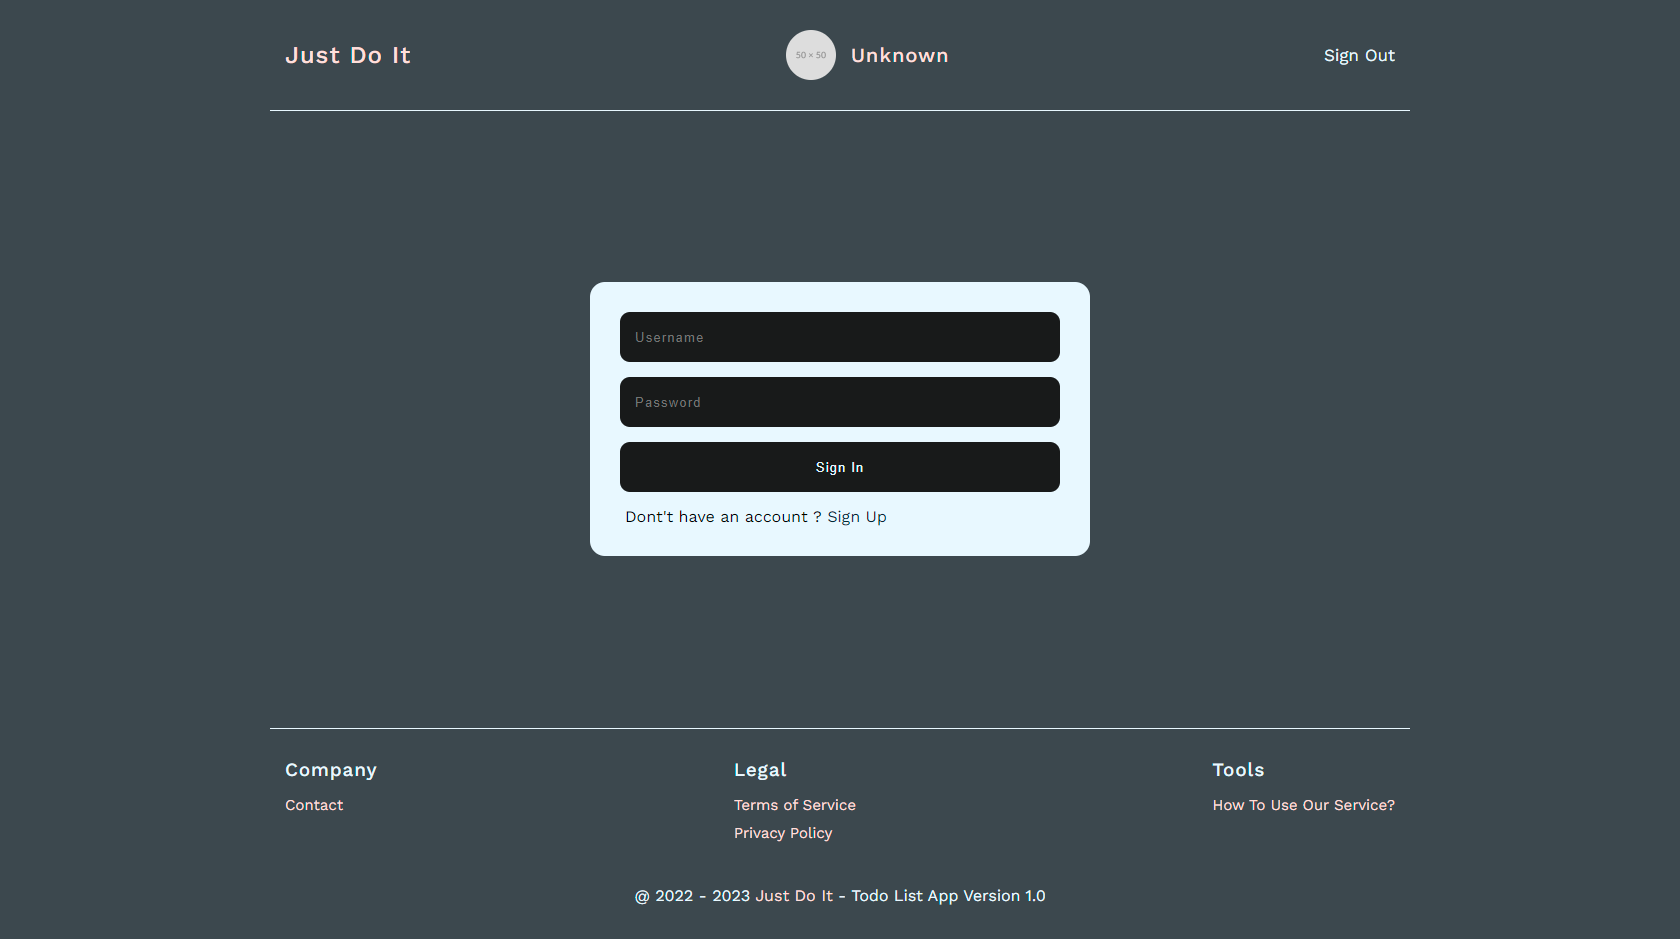 Just Do It
50 × 50
Unknown
Sign Out
Username
Password
Sign In
Dont't have an account ? Sign Up
Company
Contact
Legal
Terms of Service
Privacy Policy
Tools
How To Use Our Service?
@ 2022 - 2023 Just Do It - Todo List App Version 1.0